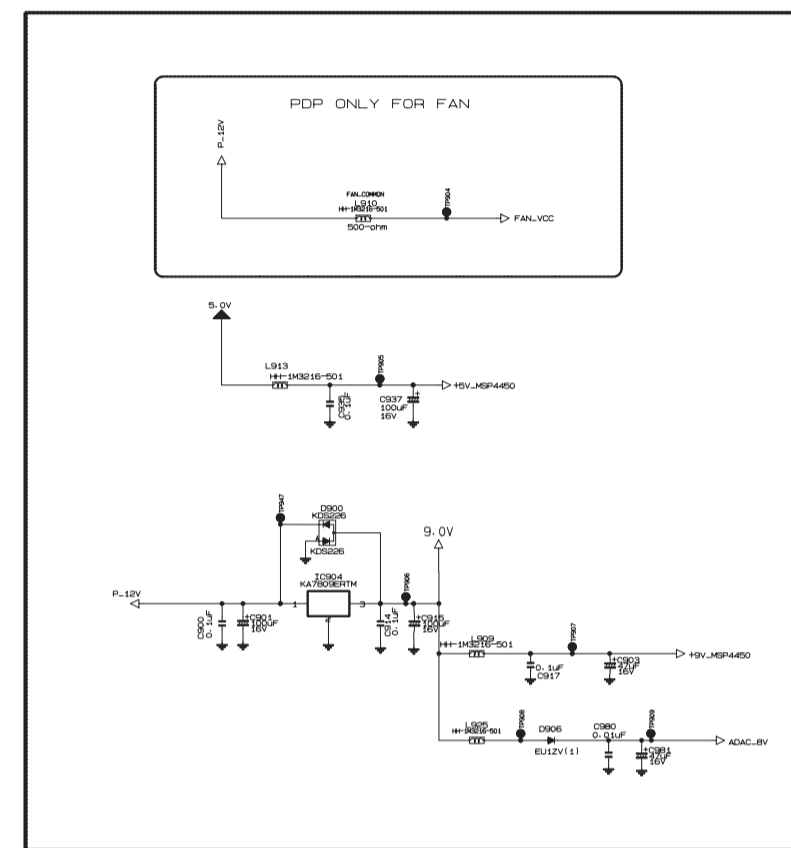 PDP ONLY FOR FAN
P_12V
FAN_COMMON
L910
HH-1M3216-501
500-ohm
TP904
FAN_VCC
5.0V
L913
HH-1M3216-501
TP905
0.1uF
C937
100uF
16V
+5V_MSP4450
TP947
D900
KDS226
A
KDS226
9.0V
IC904
KA7809ERTM
TP906
P_12V
1
3
2
C900
0.1uF
+C901
100uF
16V
C914
0.1uF
100uF
16V
L909
HH-1M3216-501
TP907
0.1uF
C917
+C903
47uF
16V
+9V_MSP4450
L925
HH-1M3216-501
TP908
D906
EU1ZV(1)
C980
0.01uF
TP909
+C981
47uF
16V
ADAC_8V